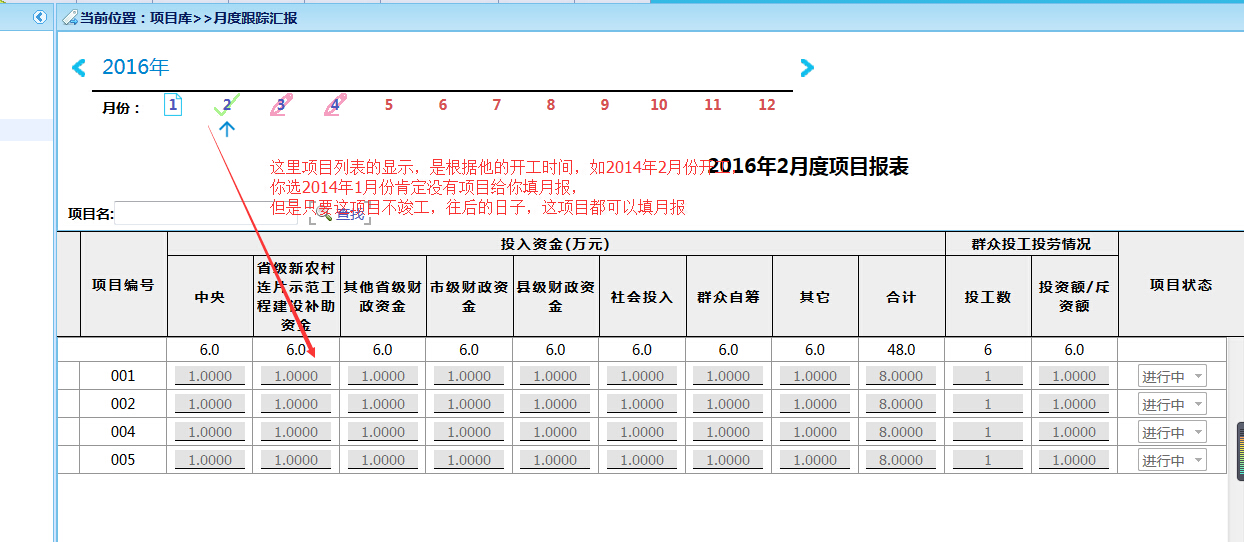 当前位置：项目库>>月度跟踪汇报
2016年
月份： 1 2 3 4 5 6 7 8 9 10 11 12
这里项目列表的显示，是根据他的开工时间，如2014年2月份开工，
2016年2月度项目报表
你选2014年1月份肯定没有项目给你填月报，
但是只要这项目不竣工，往后的日子，这项目都可以填月报
项目名: 查找
项目编号 投入资金(万元) 群众投工投劳情况 项目状态
中央 省级新农村连片示范工程建设补助资金 其他省级财政资金 市级财政资金 县级财政资金 社会投入 群众自筹 其它 合计 投工数 投资额/斥资额
6.0 6.0 6.0 6.0 6.0 6.0 6.0 6.0 48.0 6 6.0
001 1.0000 1.0000 1.0000 1.0000 1.0000 1.0000 1.0000 1.0000 8.0000 1 1.0000 进行中
002 1.0000 1.0000 1.0000 1.0000 1.0000 1.0000 1.0000 1.0000 8.0000 1 1.0000 进行中
004 1.0000 1.0000 1.0000 1.0000 1.0000 1.0000 1.0000 1.0000 8.0000 1 1.0000 进行中
005 1.0000 1.0000 1.0000 1.0000 1.0000 1.0000 1.0000 1.0000 8.0000 1 1.0000 进行中